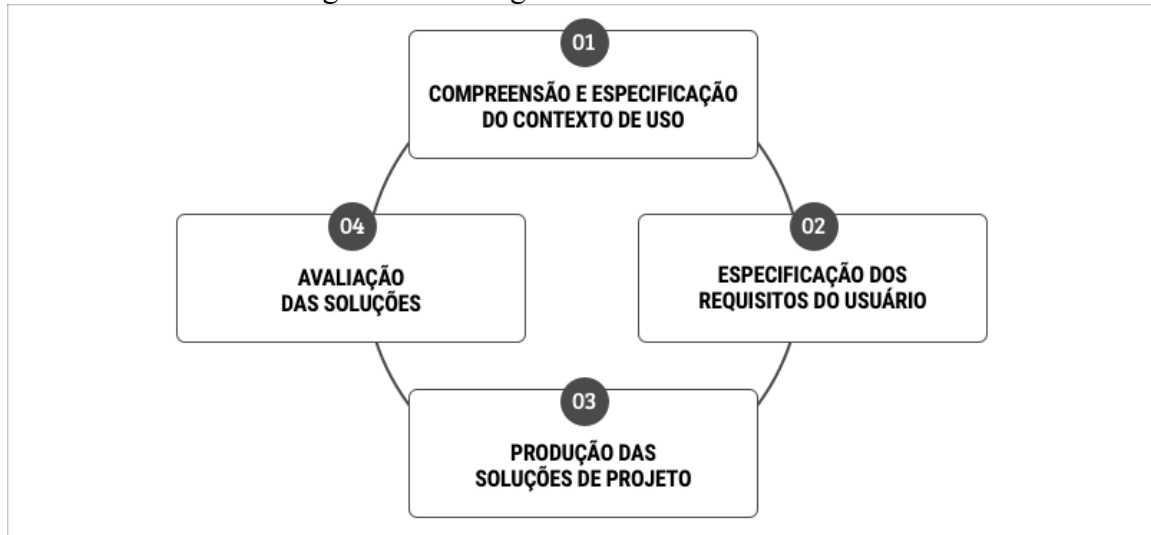 01
COMPREENSÃO E ESPECIFICAÇÃO
DO CONTEXTO DE USO
02
ESPECIFICAÇÃO DOS
REQUISITOS DO USUÁRIO
03
PRODUÇÃO DAS
SOLUÇÕES DE PROJETO
04
AVALIAÇÃO
DAS SOLUÇÕES